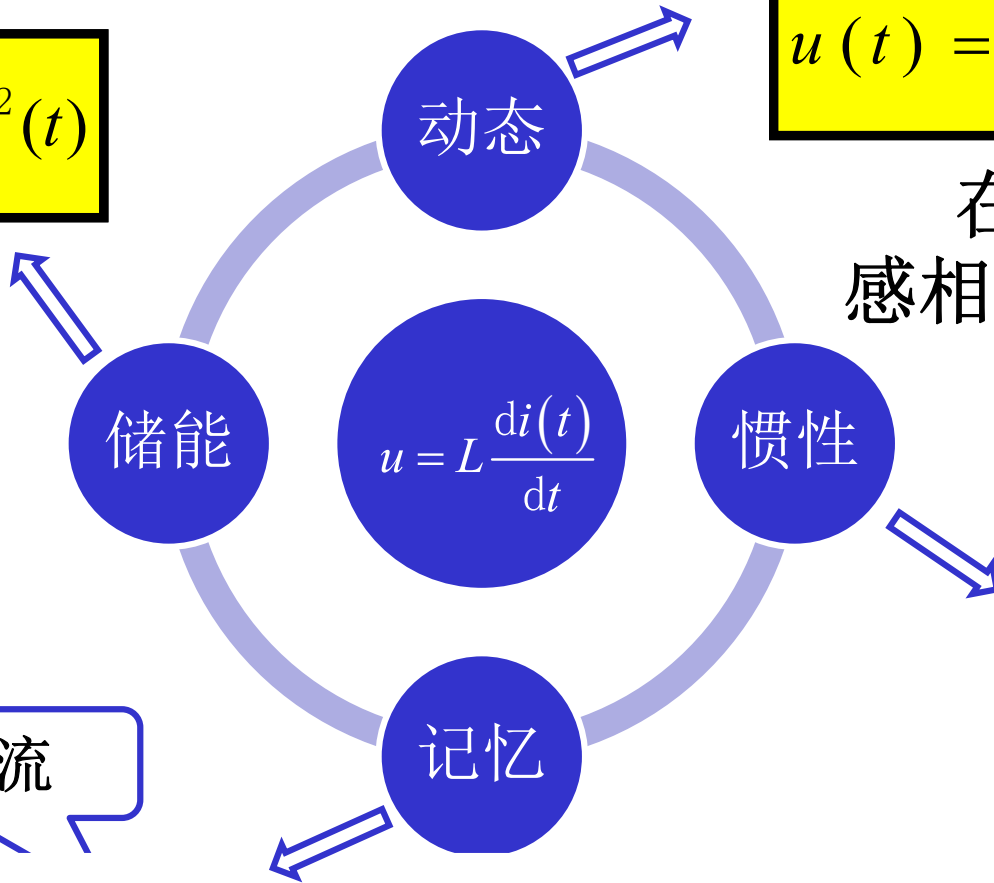 动态
u(t) =
²(t)
在
感相
储能
u = L di(t)/dt
惯性
流
记忆